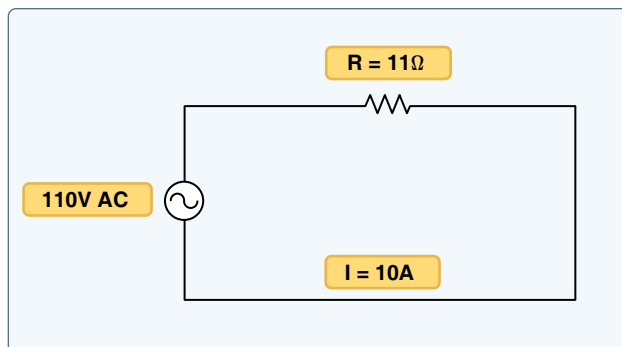 R = 11Ω
110V AC
I = 10A